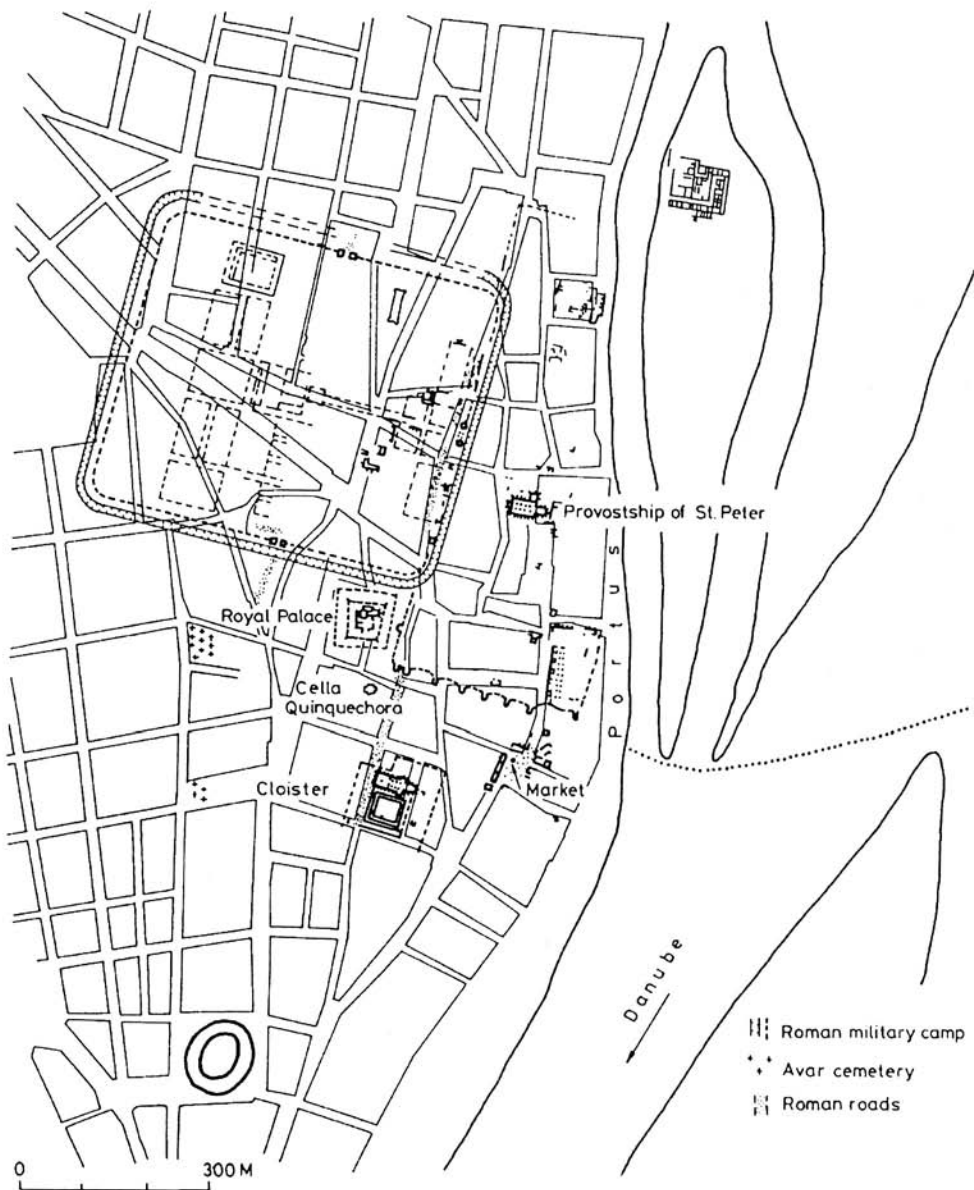 Provostship of St. Peter
Portus
Royal Palace
Cella
Quinquechora
Cloister
Market
Danube
Roman military camp
Avar cemetery
Roman roads
0 300 M